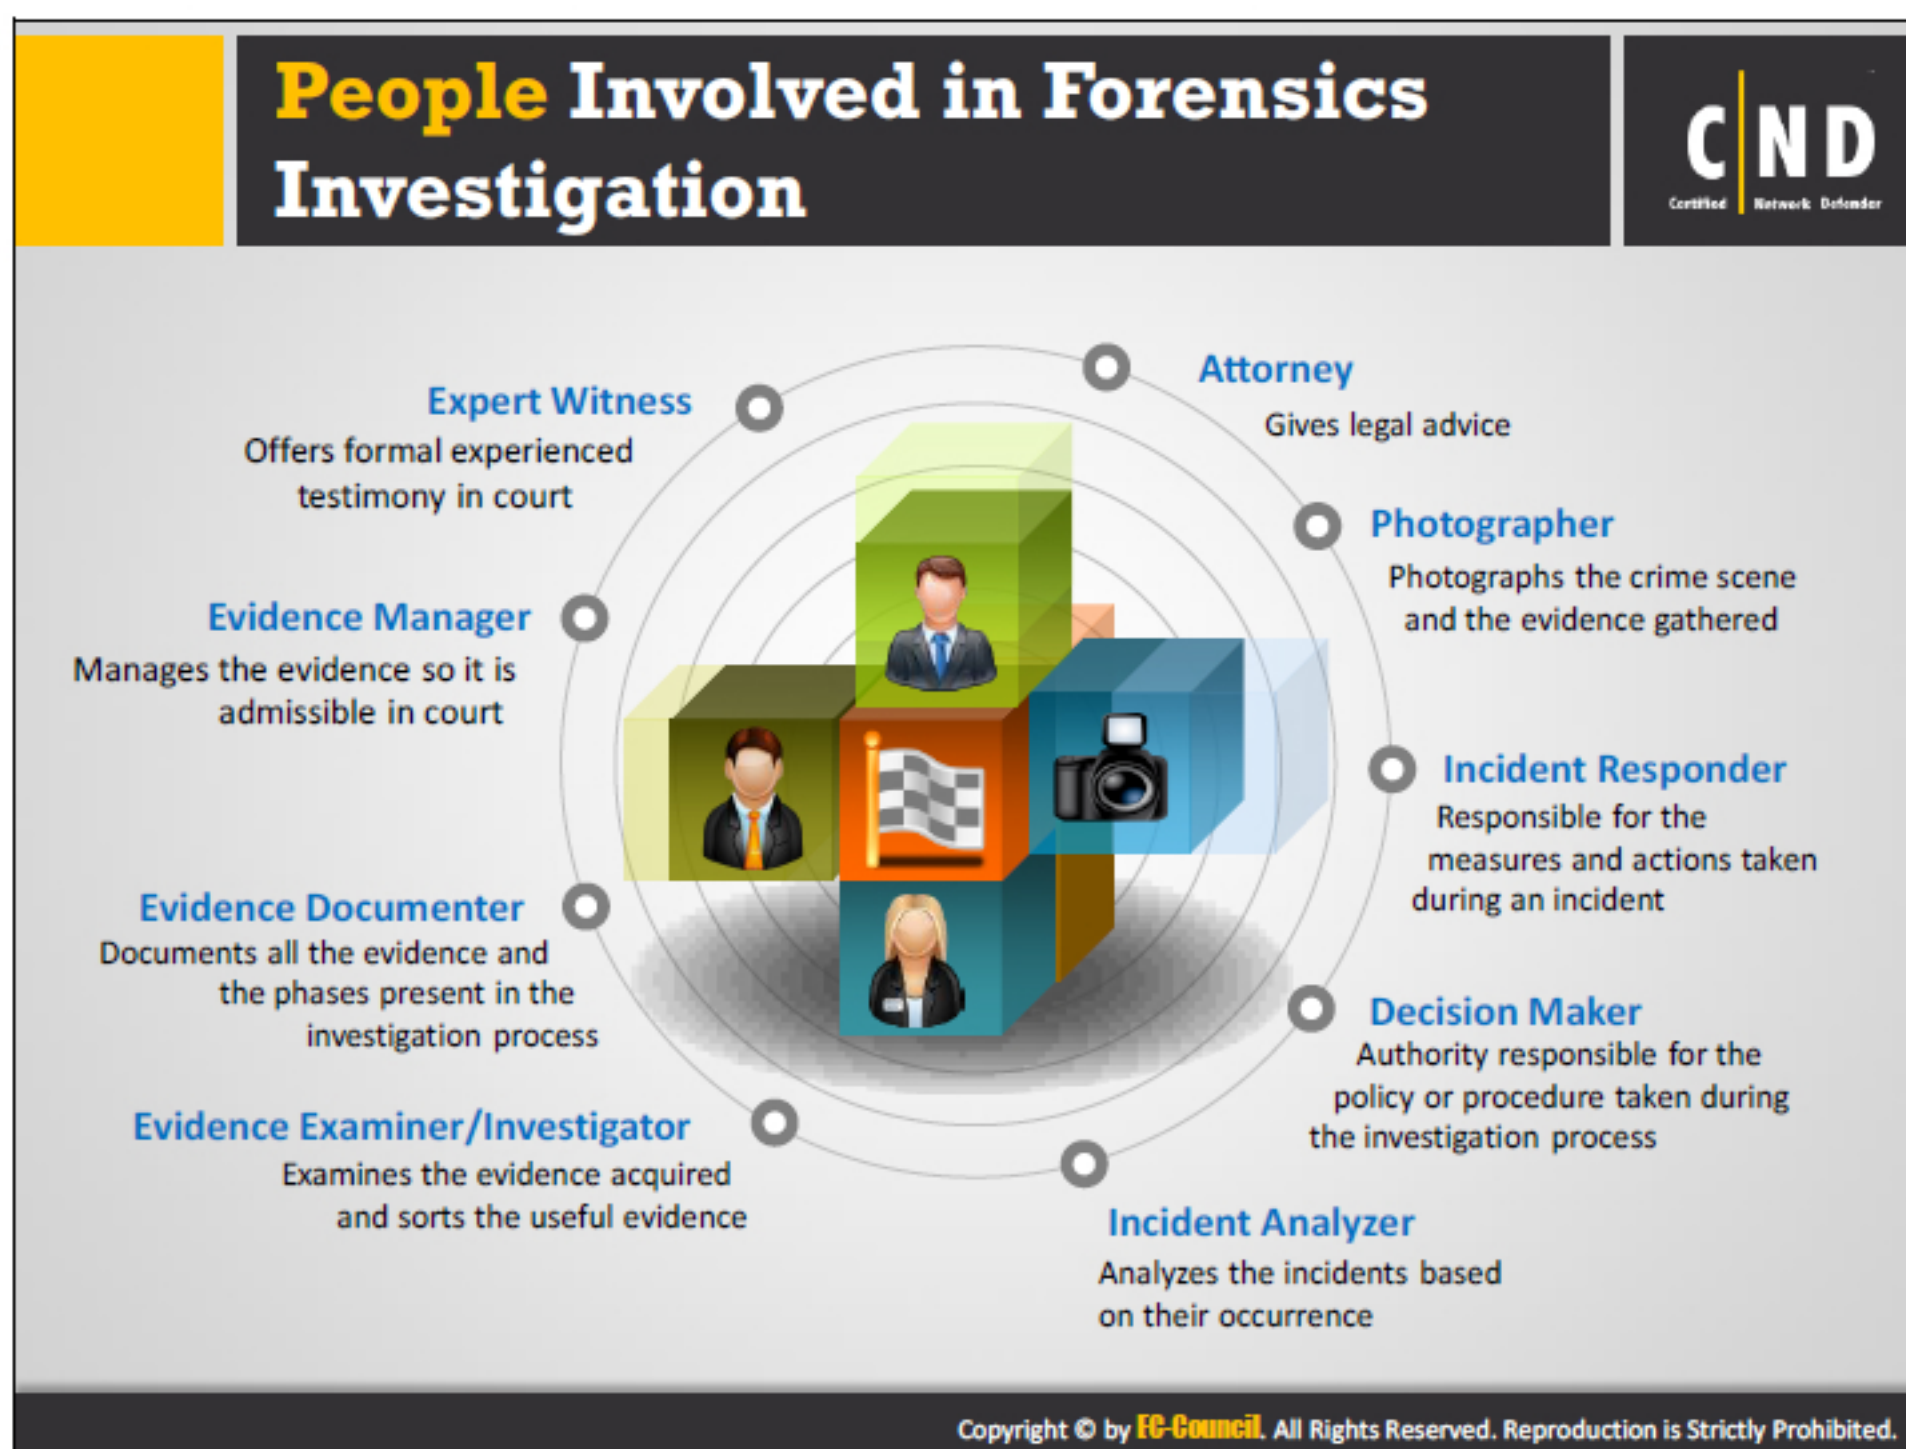 People Involved in Forensics
Investigation
C|ND
Certified Network Defender
Expert Witness
Offers formal experienced
testimony in court
Evidence Manager
Manages the evidence so it is
admissible in court
Evidence Documenter
Documents all the evidence and
the phases present in the
investigation process
Evidence Examiner/Investigator
Examines the evidence acquired
and sorts the useful evidence
Attorney
Gives legal advice
Photographer
Photographs the crime scene
and the evidence gathered
Incident Responder
Responsible for the
measures and actions taken
during an incident
Decision Maker
Authority responsible for the
policy or procedure taken during
the investigation process
Incident Analyzer
Analyzes the incidents based
on their occurrence
Copyright © by EC-Council. All Rights Reserved. Reproduction is Strictly Prohibited.